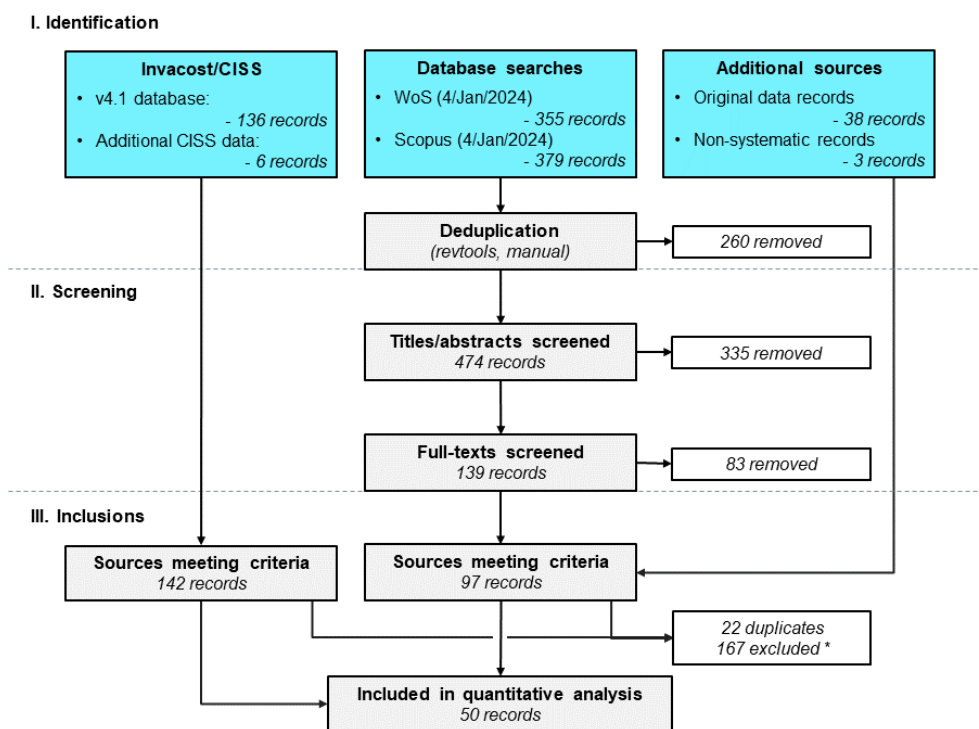 I. Identification
Invacost/CISS
• v4.1 database:
- 136 records
• Additional CISS data:
- 6 records
Database searches
• WoS (4/Jan/2024)
- 355 records
• Scopus (4/Jan/2024)
- 379 records
Additional sources
• Original data records
- 38 records
• Non-systematic records
- 3 records
Deduplication
(revtools, manual)
260 removed
II. Screening
Titles/abstracts screened
474 records
335 removed
Full-texts screened
139 records
83 removed
III. Inclusions
Sources meeting criteria
142 records
Sources meeting criteria
97 records
22 duplicates
167 excluded *
Included in quantitative analysis
50 records